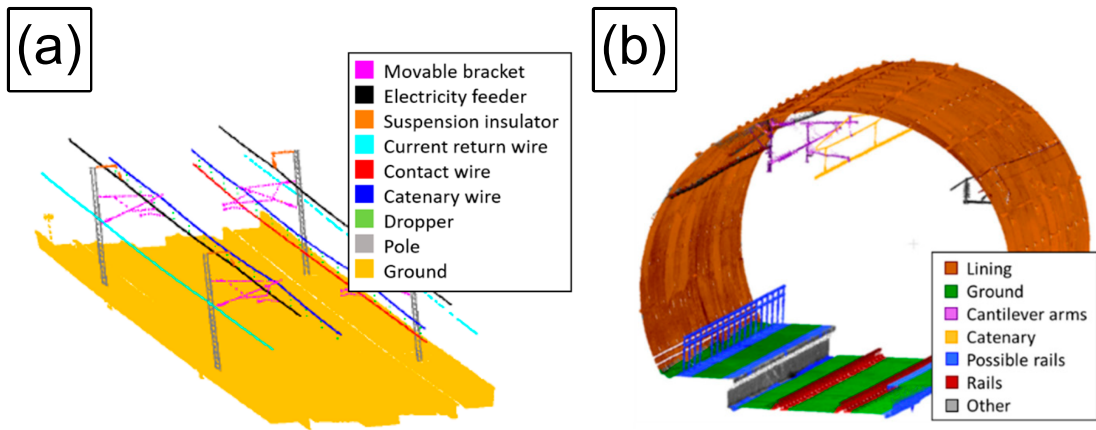 (a)
Movable bracket
Electricity feeder
Suspension insulator
Current return wire
Contact wire
Catenary wire
Dropper
Pole
Ground
(b)
Lining
Ground
Cantilever arms
Catenary
Possible rails
Rails
Other